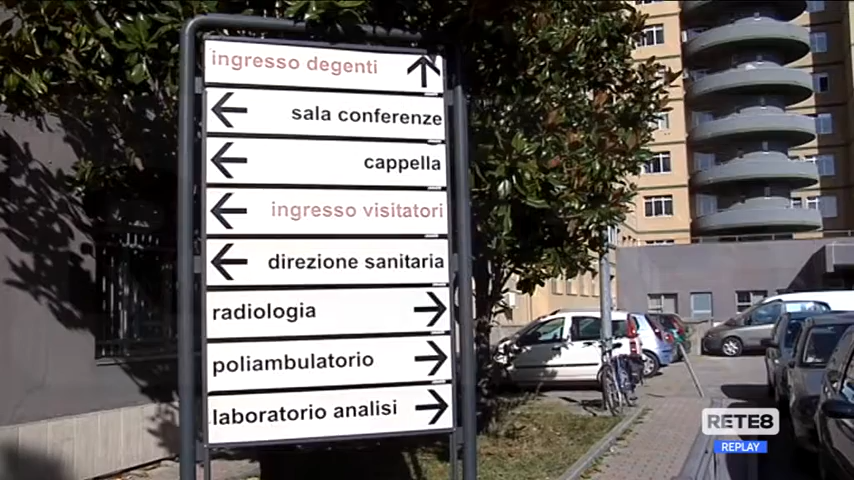 ingresso degenti
sala conferenze
cappella
ingresso visitatori
direzione sanitaria
radiologia
poliambulatorio
laboratorio analisi
RETE8
REPLAY